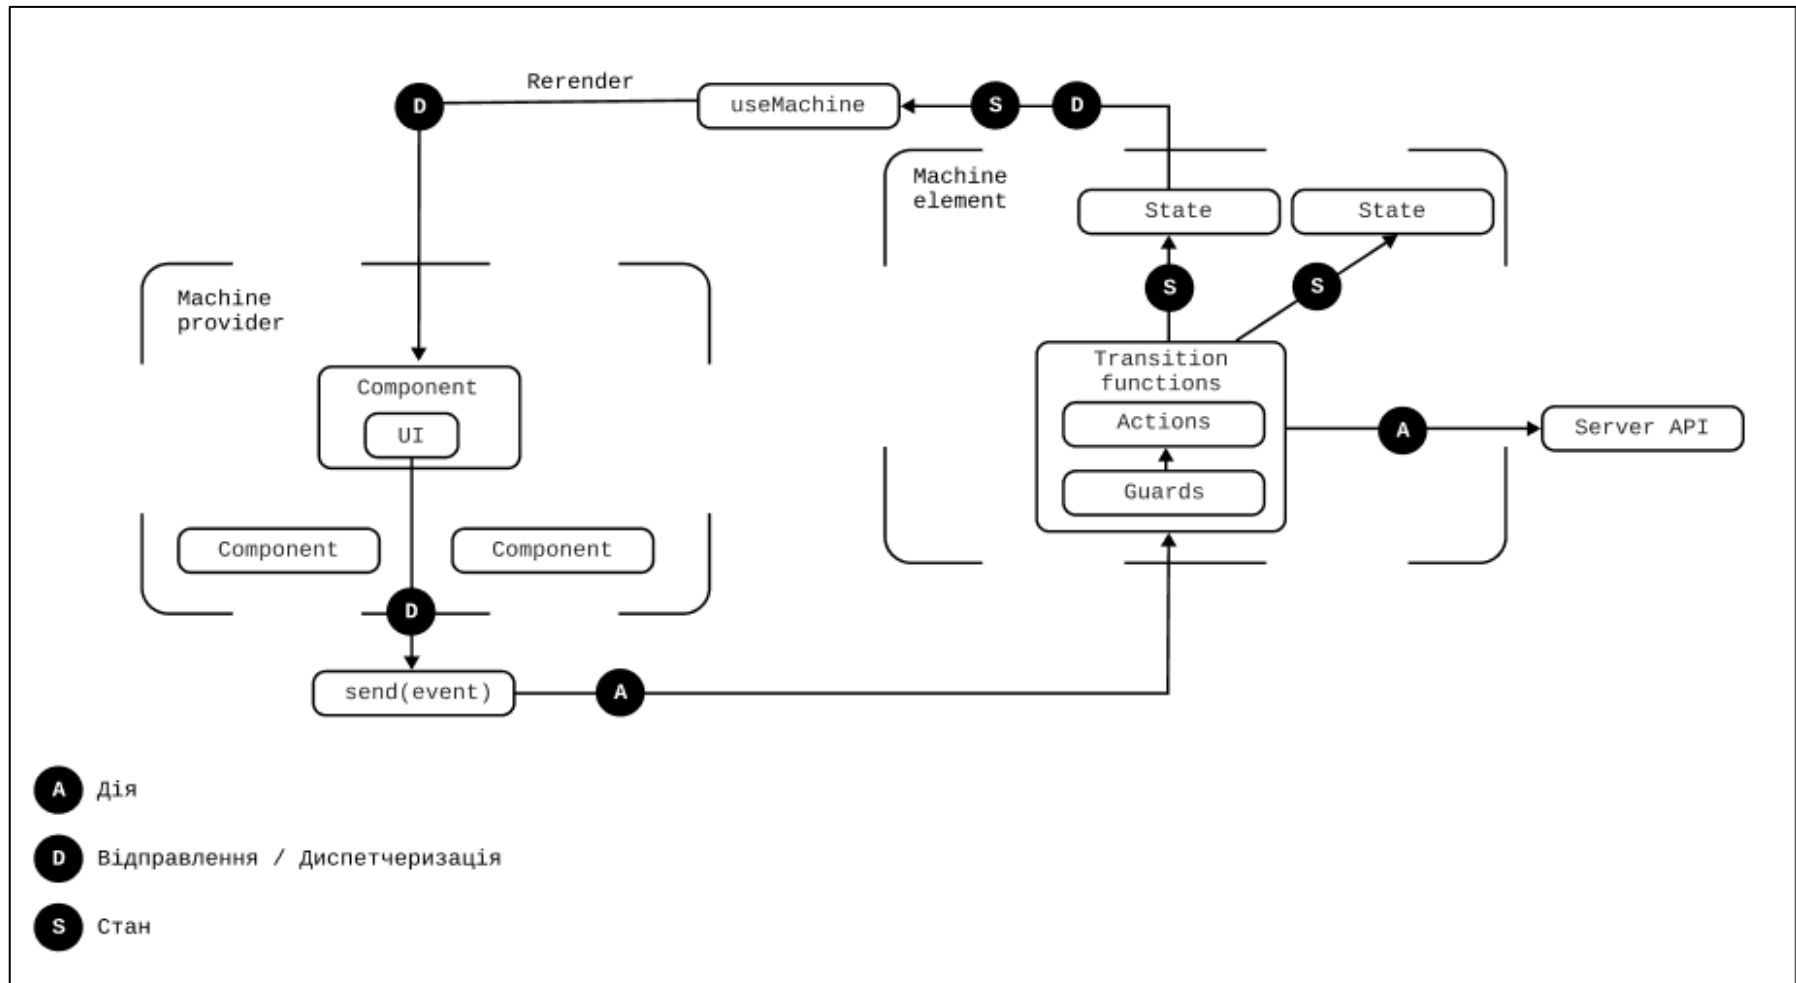 Rerender
D
useMachine
S
D
Machine
element
State
State
S
S
Machine
provider
Transition
functions
Actions
Guards
A
Server API
Component
UI
Component
Component
D
send(event)
A
A Дія
D Відправлення / Диспетчеризація
S Стан